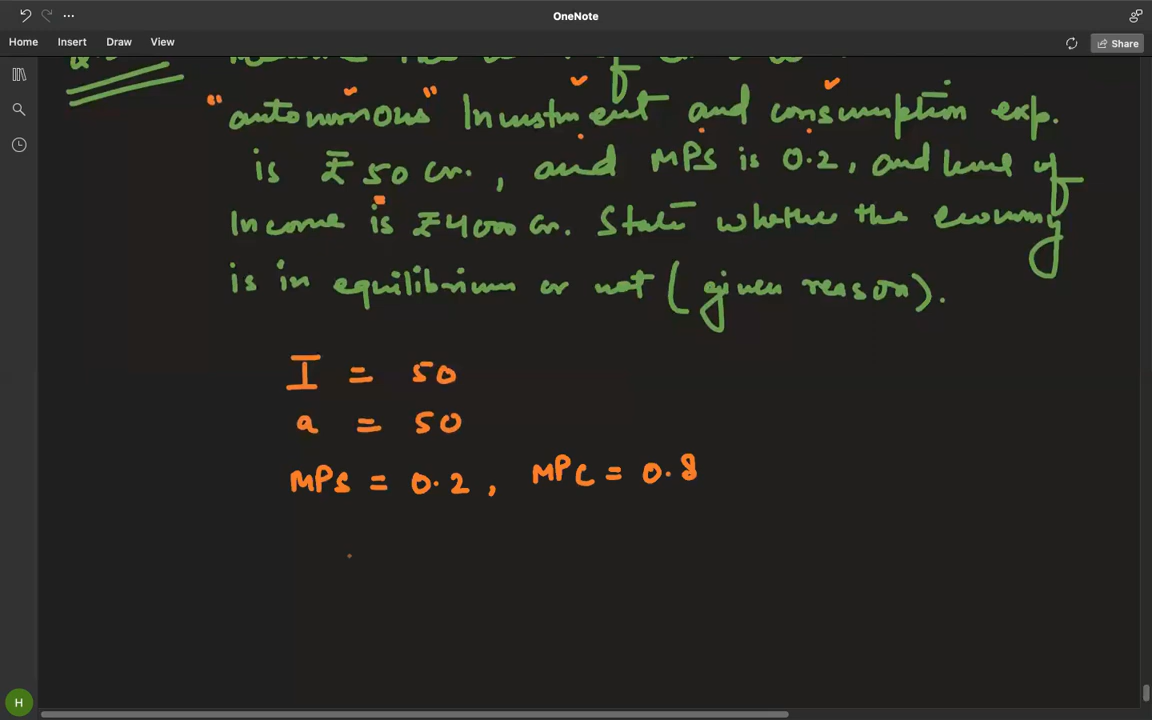 OneNote
Home Insert Draw View Share
"autonomous" Investment and consumption exp.
is ₹50 cr. , and MPS is 0.2, and level of
Income is ₹4000 cr. State whether the economy
is in equilibrium or not (given reason).
I = 50
a = 50
MPS = 0.2 , MPC = 0.8
H